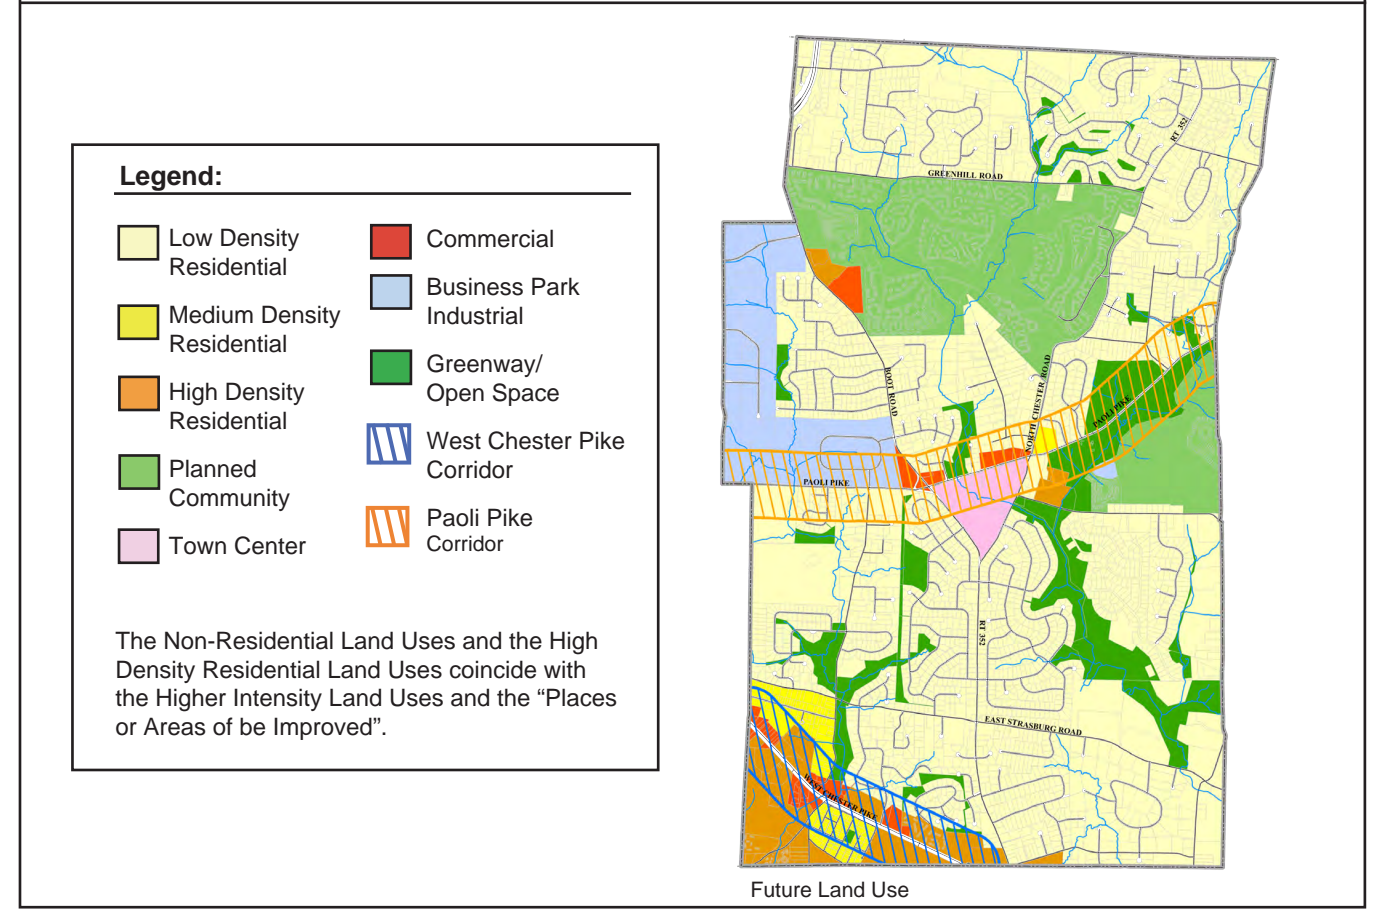 Legend:
Low Density
Residential
Medium Density
Residential
High Density
Residential
Planned
Community
Town Center
Commercial
Business Park
Industrial
Greenway/
Open Space
West Chester Pike
Corridor
Paoli Pike
Corridor
The Non-Residential Land Uses and the High
Density Residential Land Uses coincide with
the Higher Intensity Land Uses and the “Places
or Areas of be Improved”.
RT 352
GREENHILL ROAD
BOOT ROAD
NORTH CHESTER ROAD
PAOLI PIKE
PAOLI PIKE
RT 352
EAST STRASBURG ROAD
WEST CHESTER PIKE
Future Land Use